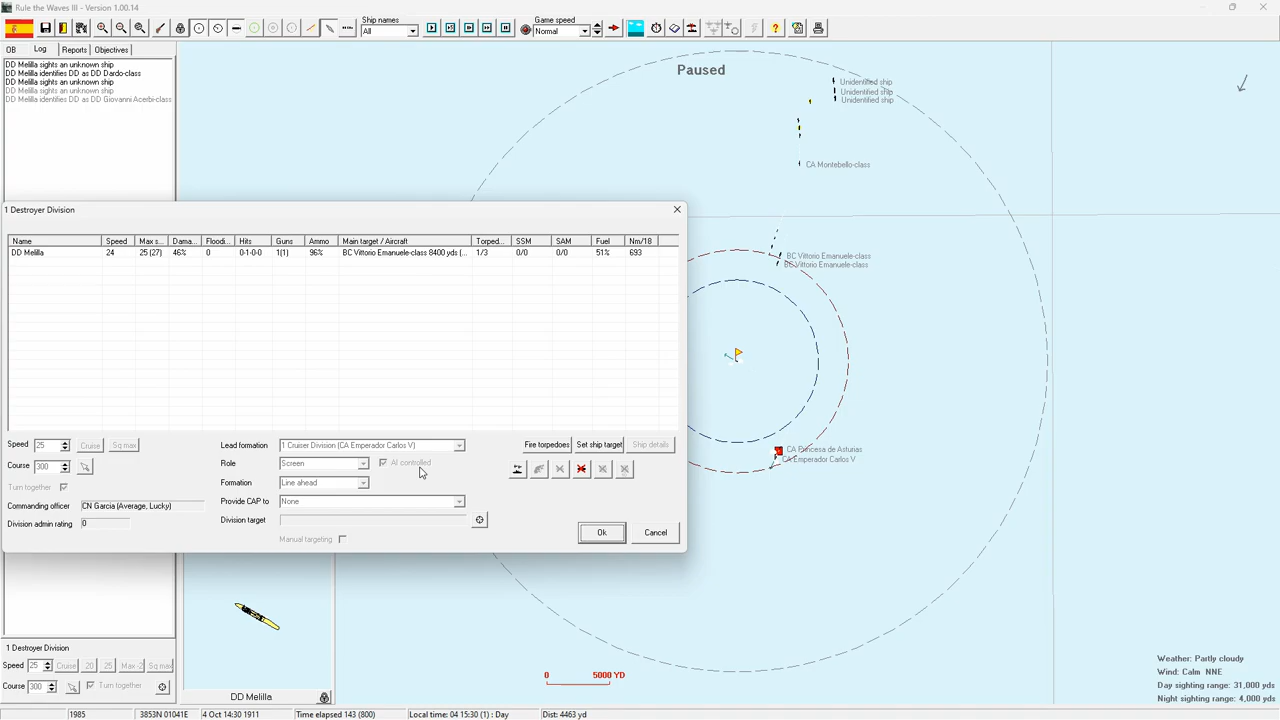 Rule the Waves III - Version 1.00.14
Ship names
All
Game speed
Normal
OB Log Reports Objectives
DD Melilla sights an unknown ship
DD Melilla identifies DD as DD Dardo-class
DD Melilla sights an unknown ship
DD Melilla sights an unknown ship
DD Melilla identifies DD as DD Giovanni Acerbi-class
Paused
Unidentified ship
Unidentified ship
Unidentified ship
CA Montebello-class
BC Vittorio Emanuele-class
BC Vittorio Emanuele-class
CA Princesa de Asturias
CA Emperador Carlos V
1 Destroyer Division
Name Speed Max s... Dama... Floodi... Hits Guns Ammo Main target / Aircraft Torped... SSM SAM Fuel Nm/18
DD Melilla 24 25 (27) 46% 0 0-1-0-0 1(1) 96% BC Vittorio Emanuele-class 8400 yds (... 1/3 0/0 0/0 51% 693
Speed 25 Cruise Sq max
Course 300
Turn together
Commanding officer CN Garcia (Average, Lucky)
Division admin rating 0
Lead formation 1 Cruiser Division (CA Emperador Carlos V)
Role Screen AI controlled
Formation Line ahead
Provide CAP to None
Division target
Manual targeting
Fire torpedoes Set ship target Ship details
Ok Cancel
1 Destroyer Division
Speed 25 Cruise 20 25 Max -2 Sq max
Course 300 Turn together
DD Melilla
0 5000 YD
Weather: Partly cloudy
Wind: Calm NNE
Day sighting range: 31,000 yds
Night sighting range: 4,000 yds
1985 3853N 01041E 4 Oct 14:30 1911 Time elapsed 143 (800) Local time: 04 15:30 (1) : Day Dist: 4463 yd